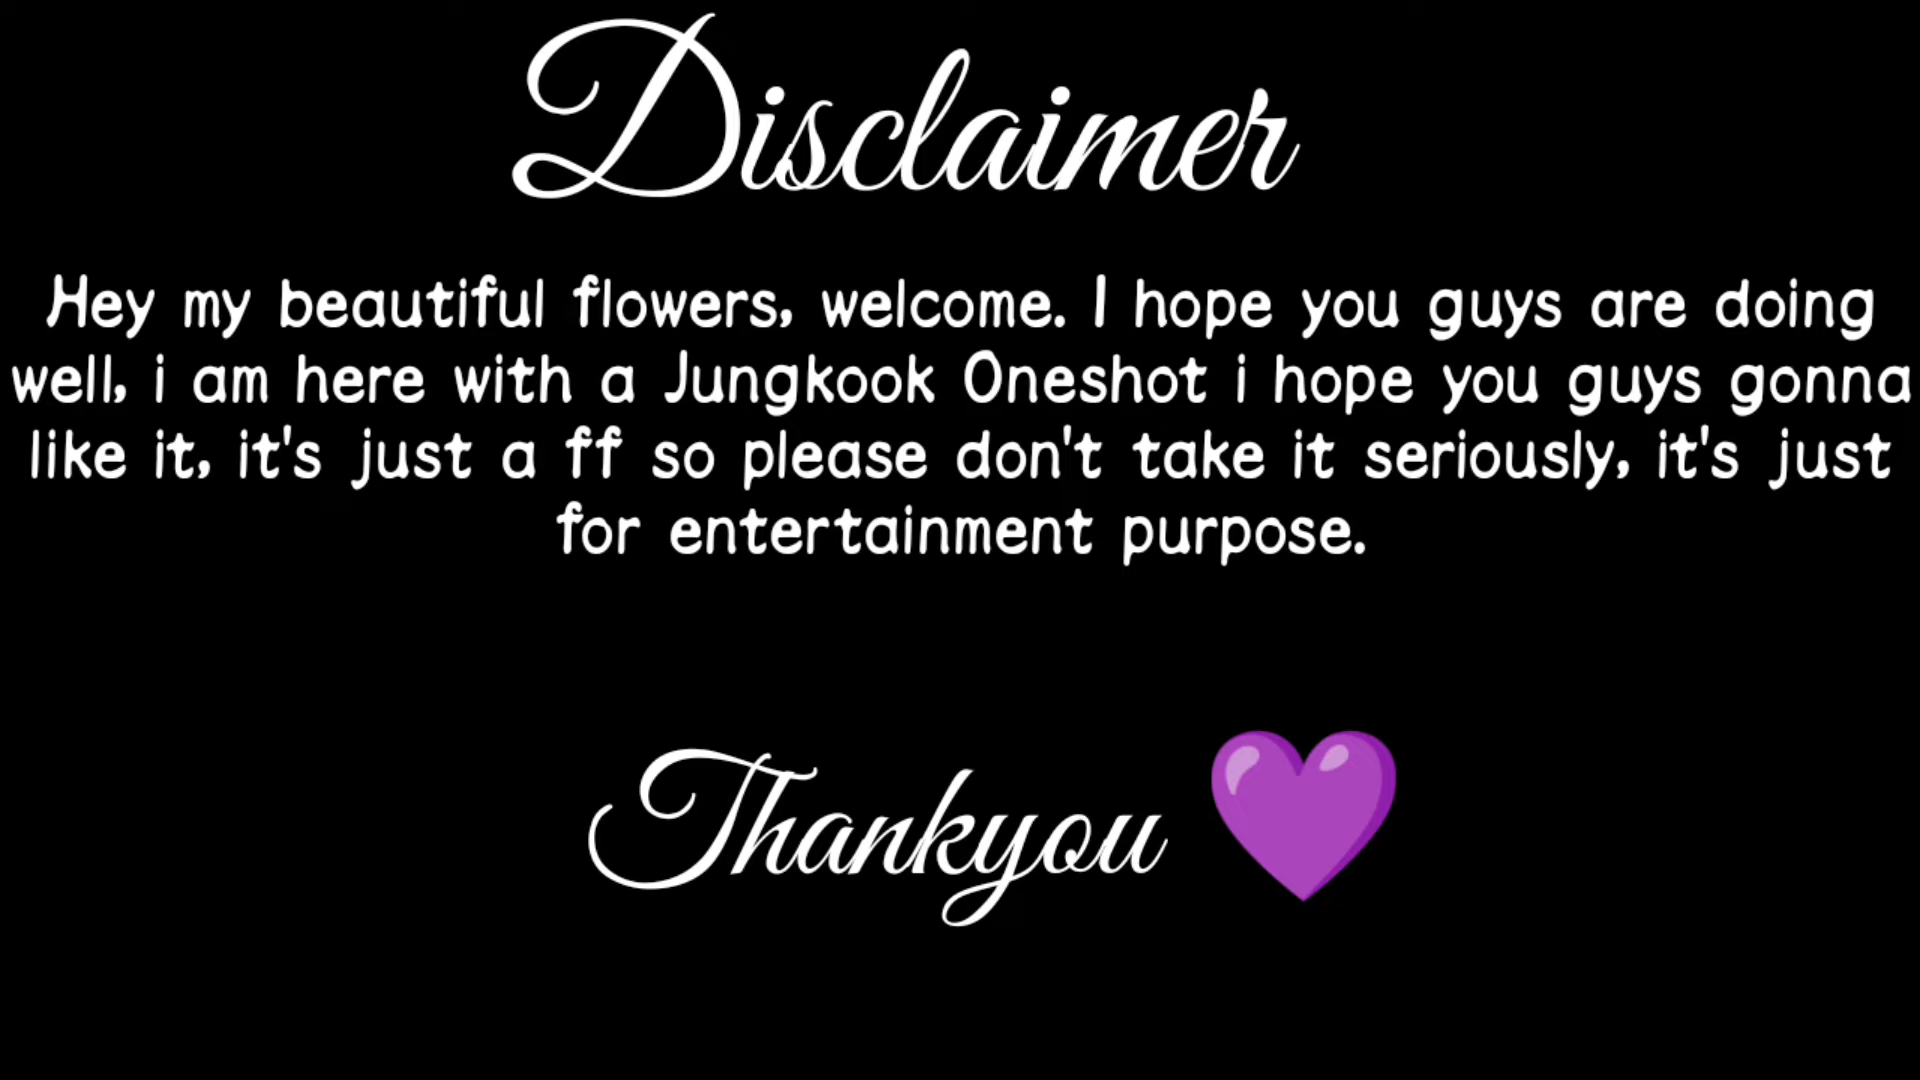 Disclaimer
Hey my beautiful flowers, welcome. I hope you guys are doing
well, i am here with a Jungkook Oneshot i hope you guys gonna
like it, it's just a ff so please don't take it seriously, it's just
for entertainment purpose.
Thankyou 💜